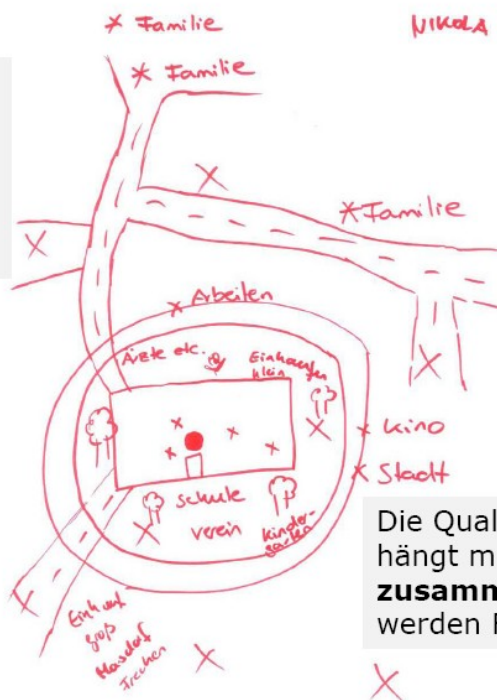 * Familie
NIKOLA
* Familie
*Familie
Arbeiten
Ärzte etc.
Einkaufen
klein
Kino
Stadt
Schule
Verein
Kinder-
garten
Einkauf
groß
Frechen
Die Qual
hängt m
zusamm
werden E